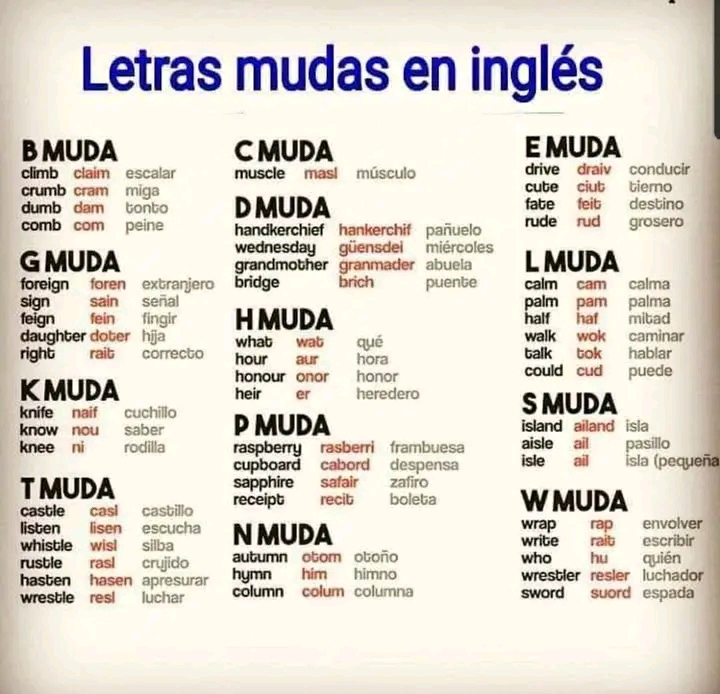 Letras mudas en inglés
B MUDA
climb claim escalar
crumb cram miga
dumb dam tonto
comb com peine
G MUDA
foreign foren extranjero
sign sain señal
feign fein fingir
daughter doter hija
right rait correcto
K MUDA
knife naif cuchillo
know nou saber
knee ni rodilla
T MUDA
castle casl castillo
listen lisen escucha
whistle wisl silba
rustle rasl crujido
hasten hasen apresurar
wrestle resl luchar
C MUDA
muscle masl músculo
D MUDA
handkerchief hankerchif pañuelo
wednesday güensdei miércoles
grandmother granmader abuela
bridge brich puente
H MUDA
what wat qué
hour aur hora
honour onor honor
heir er heredero
P MUDA
raspberry rasberri frambuesa
cupboard cabord despensa
sapphire safair zafiro
receipt recit boleta
N MUDA
autumn otom otoño
hymn him himno
column colum columna
E MUDA
drive draiv conducir
cute ciut tierno
fate feit destino
rude rud grosero
L MUDA
calm cam calma
palm pam palma
half haf mitad
walk wok caminar
talk tok hablar
could cud puede
S MUDA
island ailand isla
aisle ail pasillo
isle ail isla (pequeña
W MUDA
wrap rap envolver
write rait escribir
who hu quién
wrestler resler luchador
sword suord espada